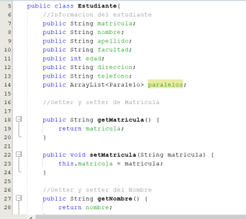 5 public class Estudiante{
6 //Informacion del estudiante
7 public String matricula;
8 public String nombre;
9 public String apellido;
10 public String facultad;
11 public int edad;
12 public String direccion;
13 public String telefono;
14 public ArrayList<Paralelo> paralelos;
15
16 //Getter y setter de Matricula
17
18 public String getMatricula() {
19 return matricula;
20 }
21
22 public void setMatricula(String matricula) {
23 this.matricula = matricula;
24 }
25
26 //Getter y setter del Nombre
27 public String getNombre() {
28 return nombre;